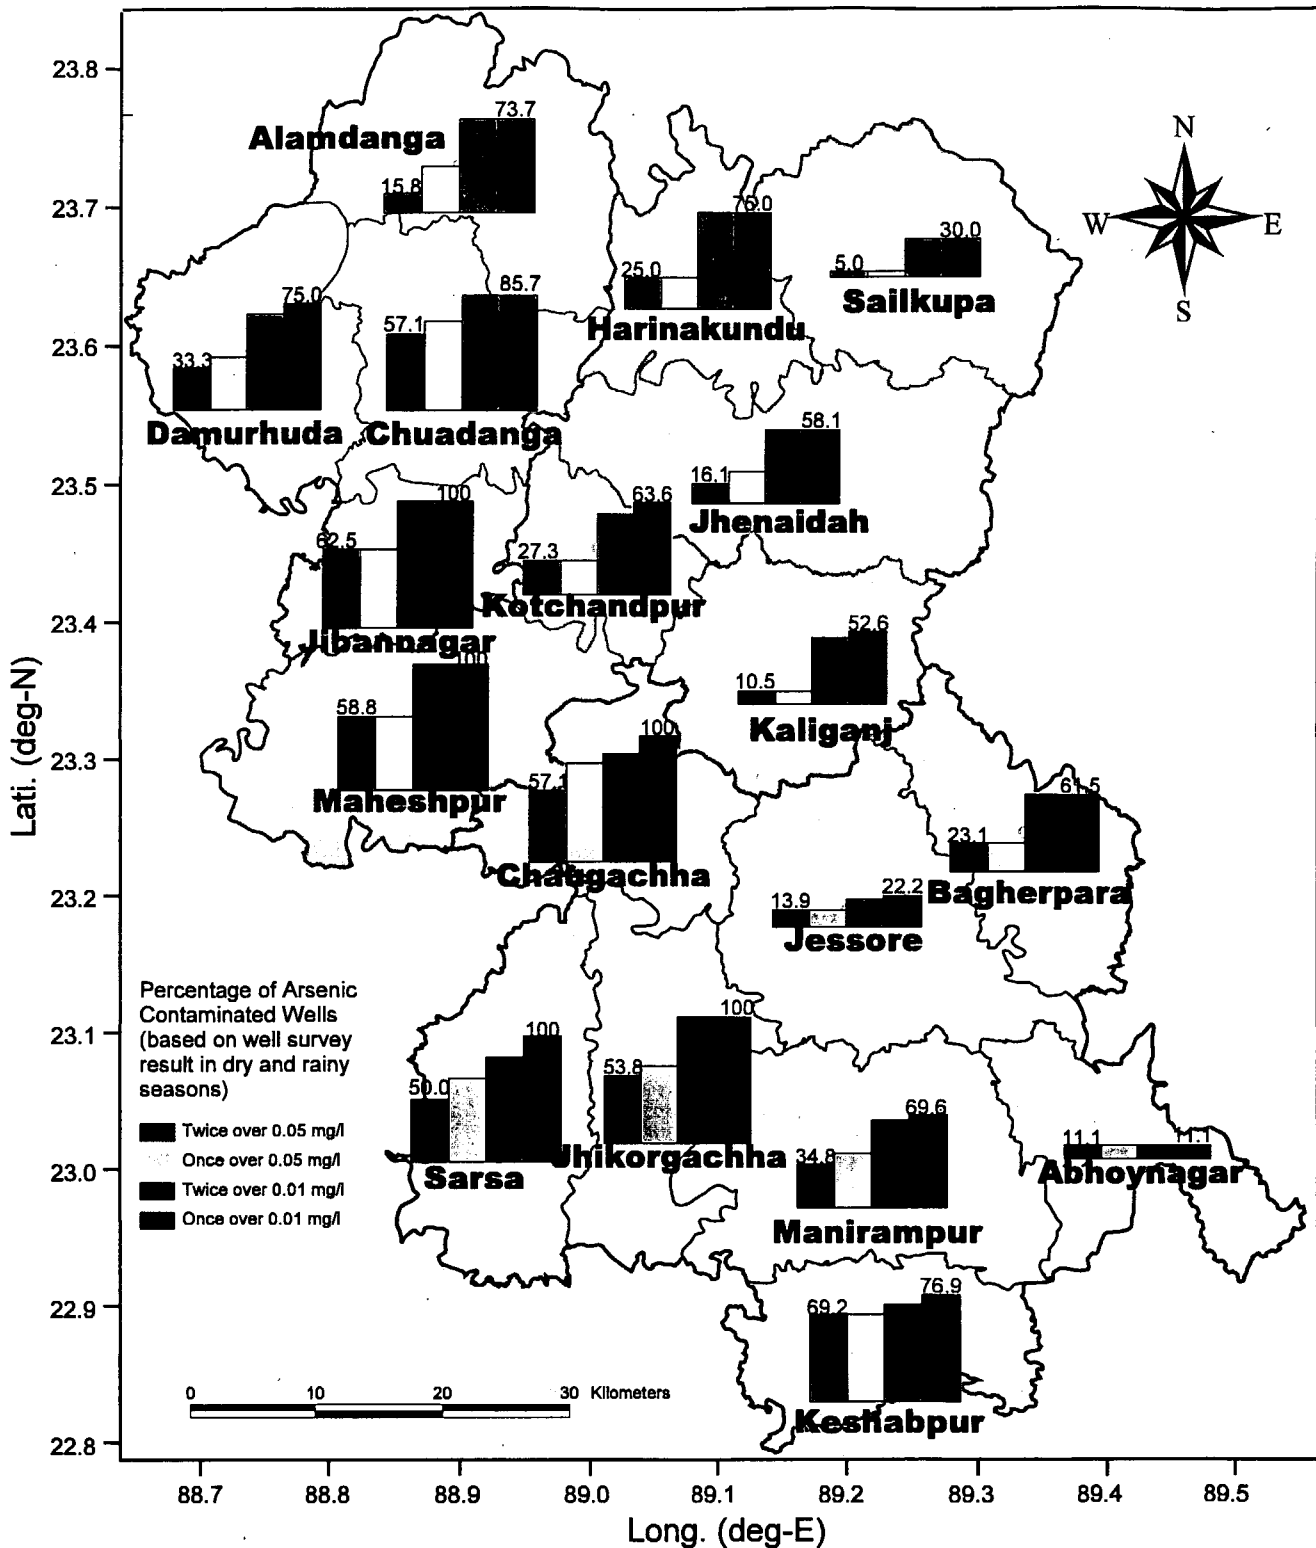 23.8
23.7
23.6
23.5
23.4
23.3
23.2
23.1
23.0
22.9
22.8
Lati. (deg-N)
N
W E
S
73.7
Alamdanga
15.8
75.0
25.0
Harinakundu
30.0
5.0
Sailkupa
75.0
33.3
Damurhuda
85.7
57.1
Chuadanga
58.1
16.1
Jhenaidah
100
62.5
Jibannagar
63.6
27.3
Kotchandpur
52.6
10.5
Kaliganj
100
58.8
Maheshpur
100
57.1
Chaugachha
61.5
23.1
Bagherpara
22.2
13.9
Jessore
Percentage of Arsenic
Contaminated Wells
(based on well survey
result in dry and rainy
seasons)
Twice over 0.05 mg/l
Once over 0.05 mg/l
Twice over 0.01 mg/l
Once over 0.01 mg/l
100
50.0
Sarsa
100
53.8
Jhikorgachha
69.6
34.8
Manirampur
11.1 11.1
Abhoynagar
76.9
69.2
Keshabpur
0 10 20 30 Kilometers
88.7 88.8 88.9 89.0 89.1 89.2 89.3 89.4 89.5
Long. (deg-E)